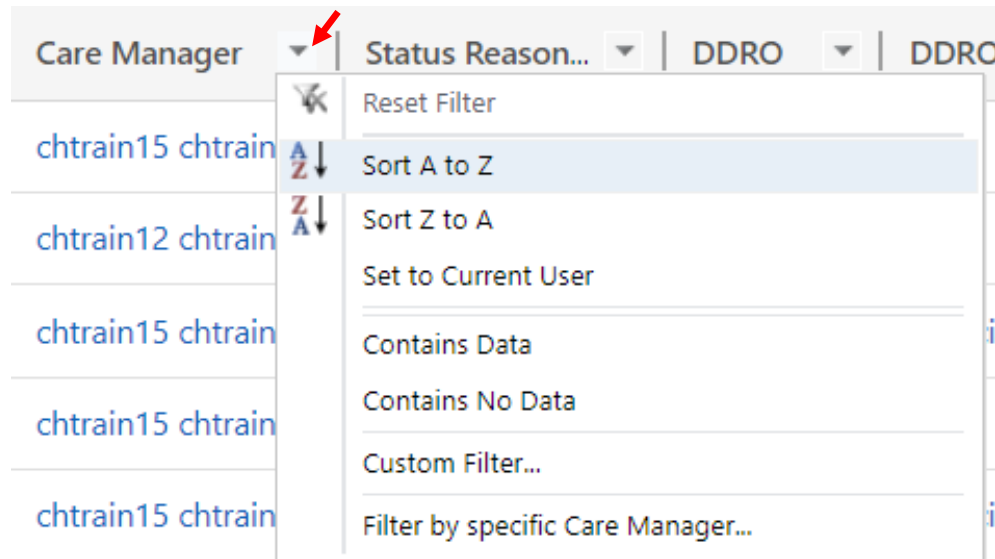 Care Manager Status Reason... DDRO DDRO
Reset Filter
chtrain15 chtrain
Sort A to Z
Sort Z to A
chtrain12 chtrain
Set to Current User
chtrain15 chtrain
Contains Data
Contains No Data
chtrain15 chtrain
Custom Filter...
chtrain15 chtrain
Filter by specific Care Manager...